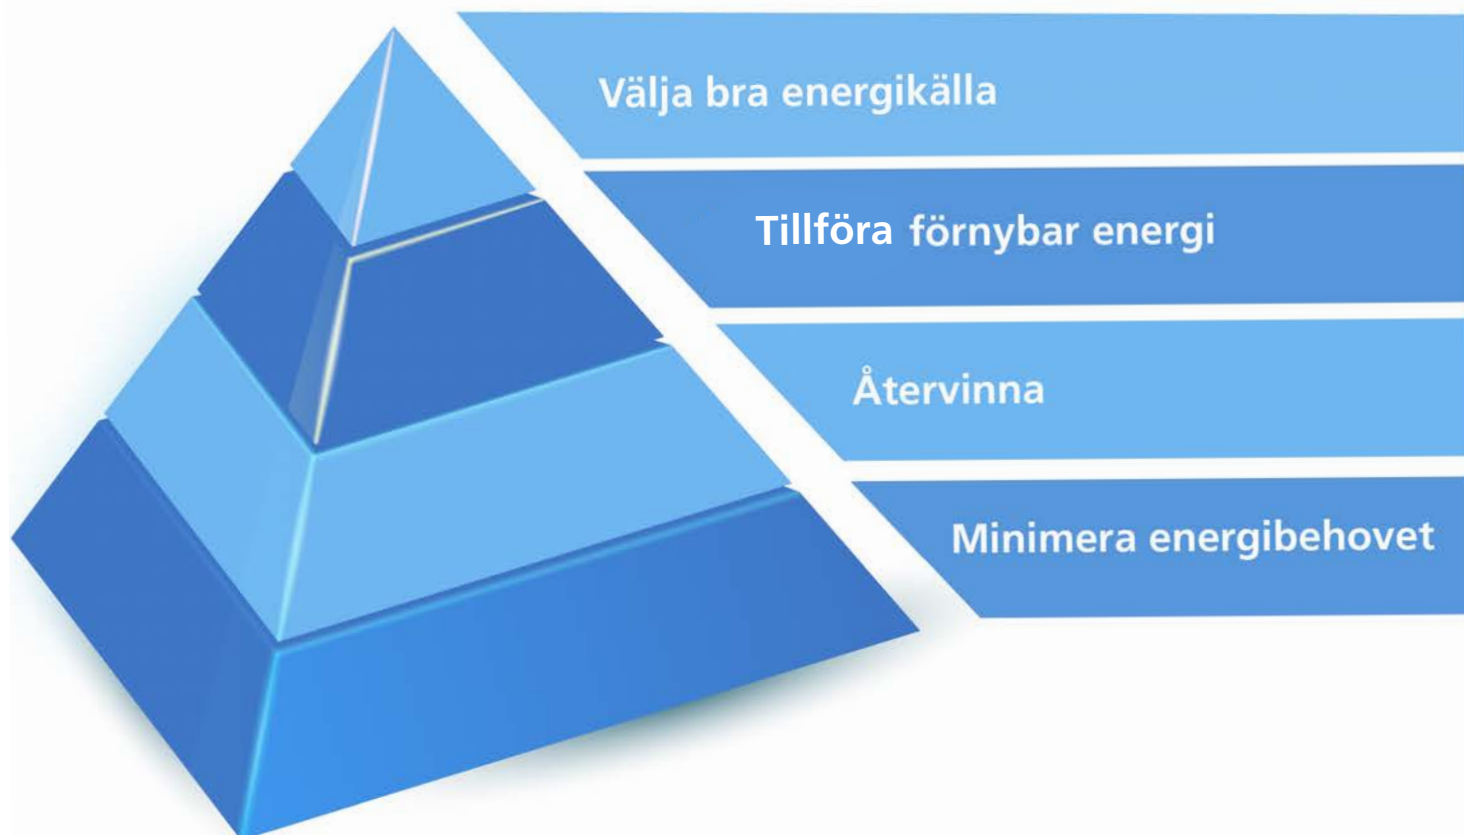 Välja bra energikälla
Tillföra förnybar energi
Återvinna
Minimera energibehovet